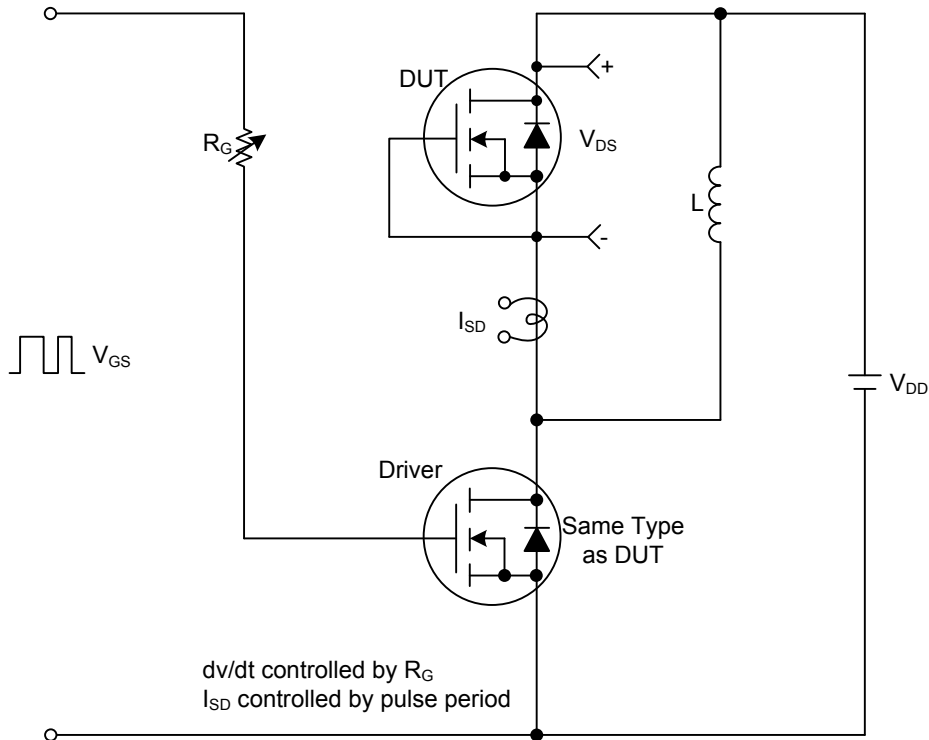 DUT
+
R_G
V_DS
L
-
I_SD
V_GS
V_DD
Driver
Same Type
as DUT
dv/dt controlled by R_G
I_SD controlled by pulse period